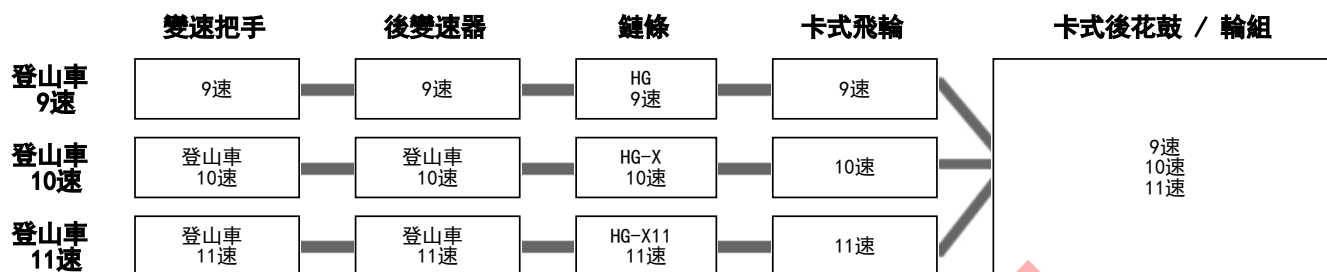 變速把手 後變速器 鏈條 卡式飛輪 卡式後花鼓 / 輪組
登山車
9速
9速
9速
HG
9速
9速
登山車
10速
登山車
10速
登山車
10速
HG-X
10速
10速
9速
10速
11速
登山車
11速
登山車
11速
登山車
11速
HG-X11
11速
11速